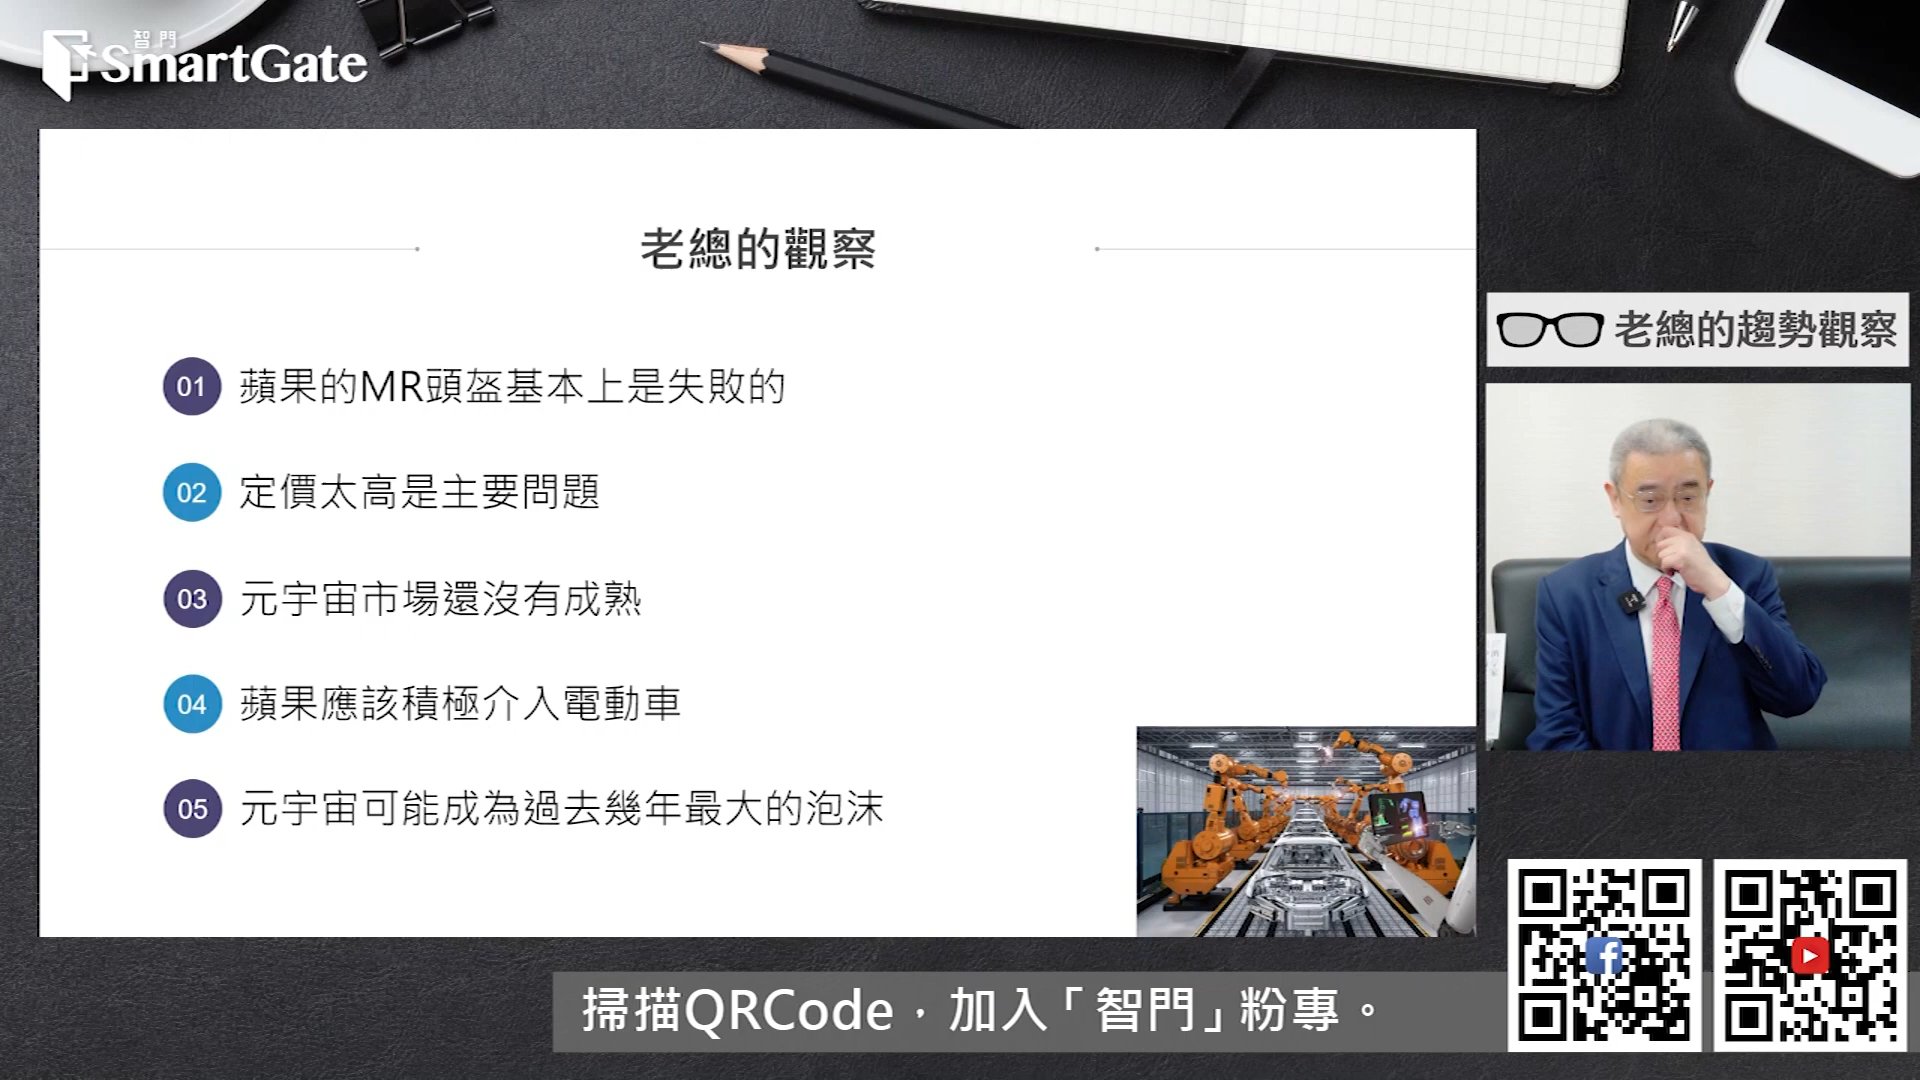 智門
SmartGate
老總的觀察
01 蘋果的MR頭盔基本上是失敗的
02 定價太高是主要問題
03 元宇宙市場還沒有成熟
04 蘋果應該積極介入電動車
05 元宇宙可能成為過去幾年最大的泡沫
老總的趨勢觀察
掃描QRCode，加入「智門」粉專。